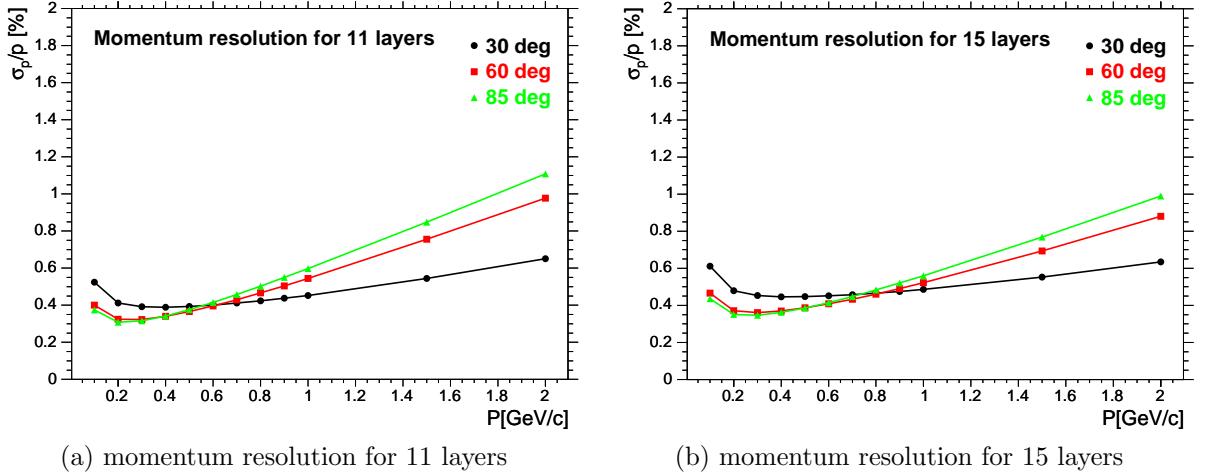 σp/p [%]
2
1.8
1.6
1.4
1.2
1
0.8
0.6
0.4
0.2
0
Momentum resolution for 11 layers
30 deg
60 deg
85 deg
0.2 0.4 0.6 0.8 1 1.2 1.4 1.6 1.8 2
P[GeV/c]
(a) momentum resolution for 11 layers
σp/p [%]
2
1.8
1.6
1.4
1.2
1
0.8
0.6
0.4
0.2
0
Momentum resolution for 15 layers
30 deg
60 deg
85 deg
0.2 0.4 0.6 0.8 1 1.2 1.4 1.6 1.8 2
P[GeV/c]
(b) momentum resolution for 15 layers